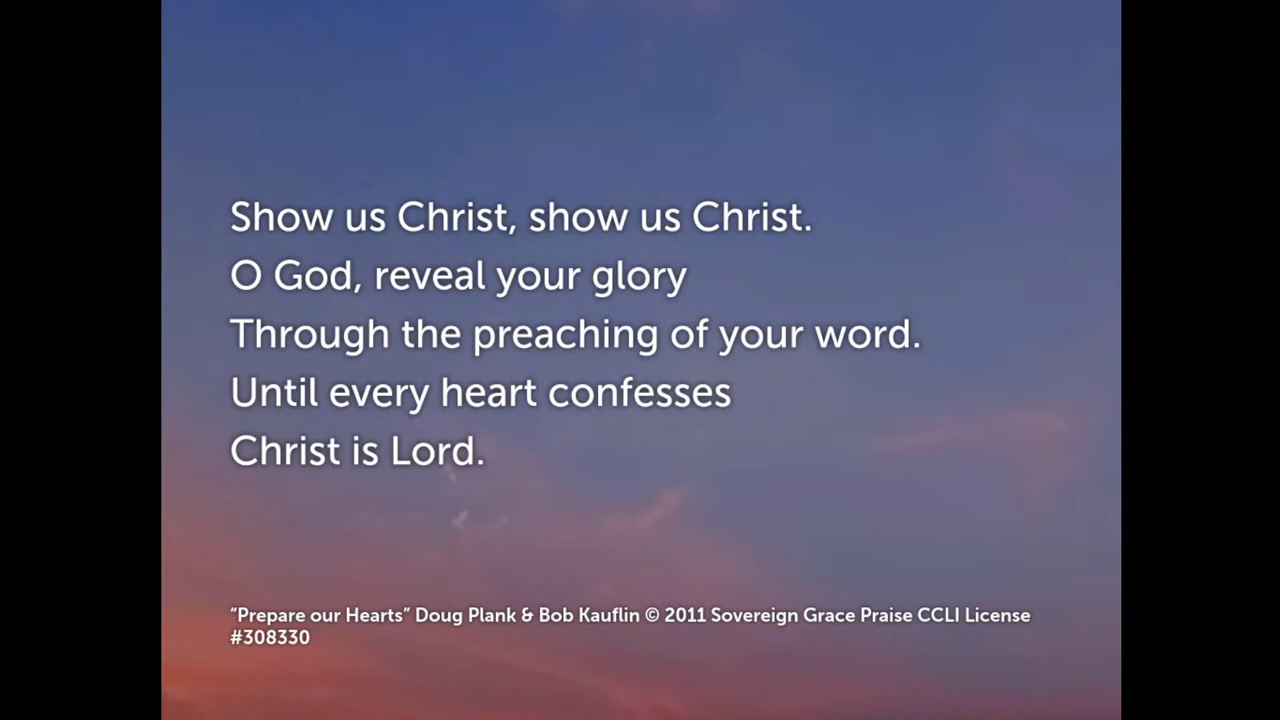 Show us Christ, show us Christ.
O God, reveal your glory
Through the preaching of your word.
Until every heart confesses
Christ is Lord.
“Prepare our Hearts” Doug Plank & Bob Kauflin © 2011 Sovereign Grace Praise CCLI License
#308330